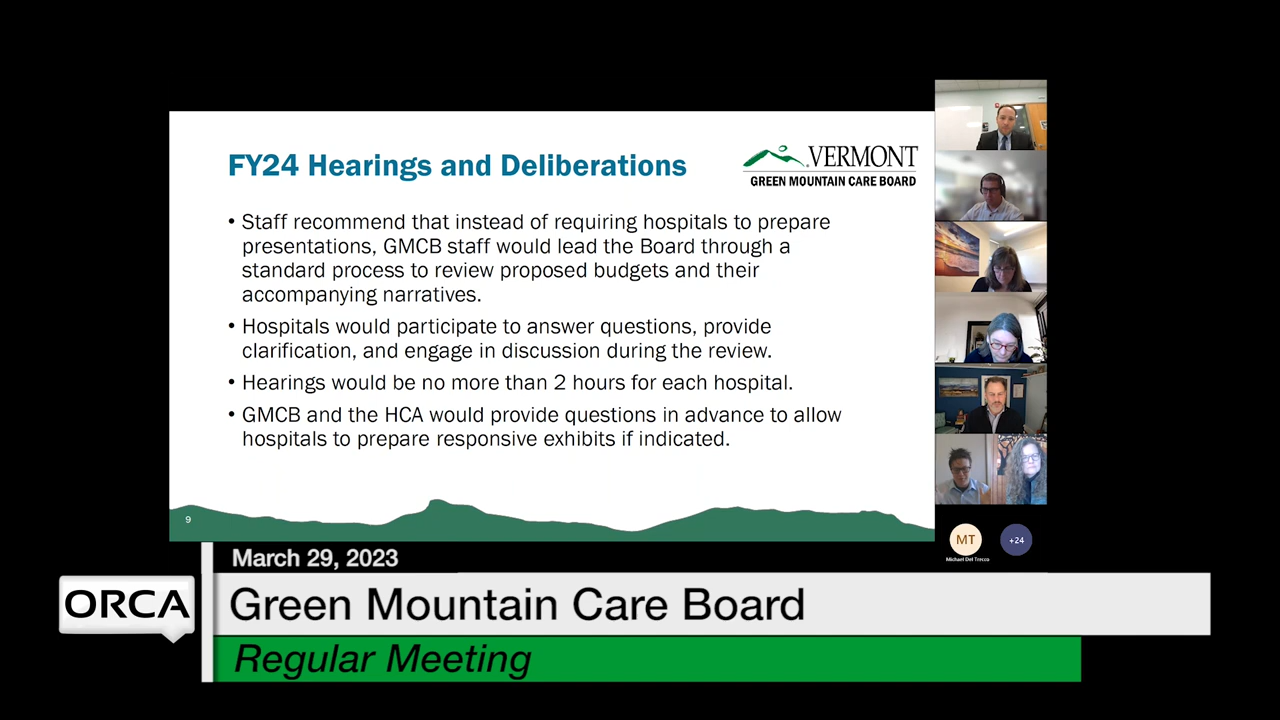 FY24 Hearings and Deliberations
VERMONT
GREEN MOUNTAIN CARE BOARD
• Staff recommend that instead of requiring hospitals to prepare
presentations, GMCB staff would lead the Board through a
standard process to review proposed budgets and their
accompanying narratives.
• Hospitals would participate to answer questions, provide
clarification, and engage in discussion during the review.
• Hearings would be no more than 2 hours for each hospital.
• GMCB and the HCA would provide questions in advance to allow
hospitals to prepare responsive exhibits if indicated.
9
MT
+24
Michael Del Trecco
March 29, 2023
ORCA
Green Mountain Care Board
Regular Meeting